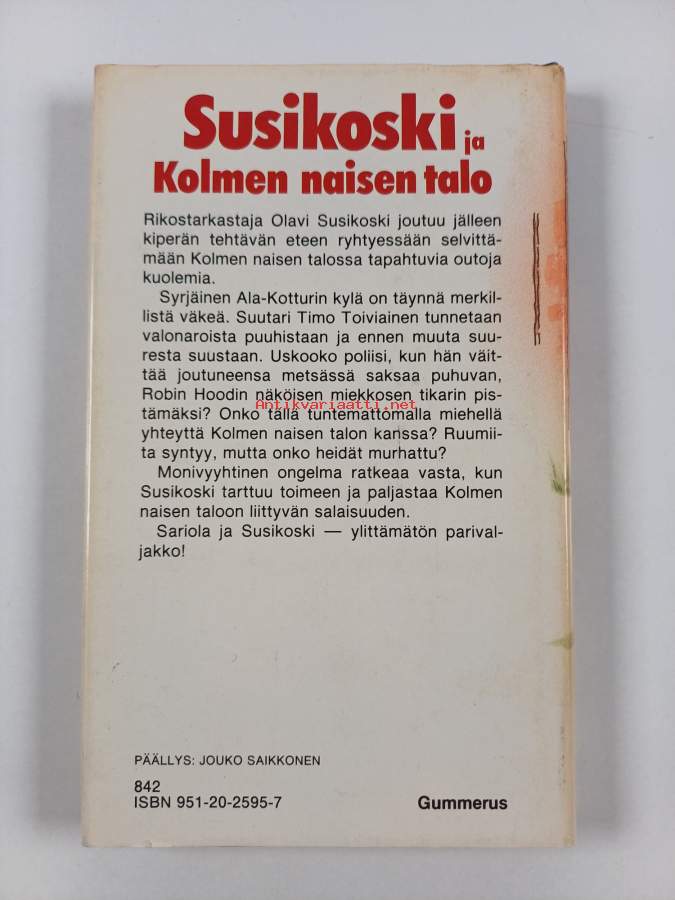 Susikoski ja
Kolmen naisen talo
Rikostarkastaja Olavi Susikoski joutuu jälleen
kiperän tehtävän eteen ryhtyessään selvittä-
mään Kolmen naisen talossa tapahtuvia outoja
kuolemia.
Syrjäinen Ala-Kotturin kylä on täynnä merkil-
listä väkeä. Suutari Timo Toiviainen tunnetaan
valonaroista puuhistaan ja ennen muuta suu-
resta suustaan. Uskooko poliisi, kun hän väit-
tää joutuneensa metsässä saksaa puhuvan,
Robin Hoodin näköisen miekkosen tikarin pis-
tämäksi? Onko tällä tuntemattomalla miehellä
Antikvariaatti.net
yhteyttä Kolmen naisen talon kanssa? Ruumii-
ta syntyy, mutta onko heidät murhattu?
Monivyyhtinen ongelma ratkeaa vasta, kun
Susikoski tarttuu toimeen ja paljastaa Kolmen
naisen taloon liittyvän salaisuuden.
Sariola ja Susikoski — ylittämätön parival-
jakko!
PÄÄLLYS: JOUKO SAIKKONEN
842
ISBN 951-20-2595-7
Gummerus